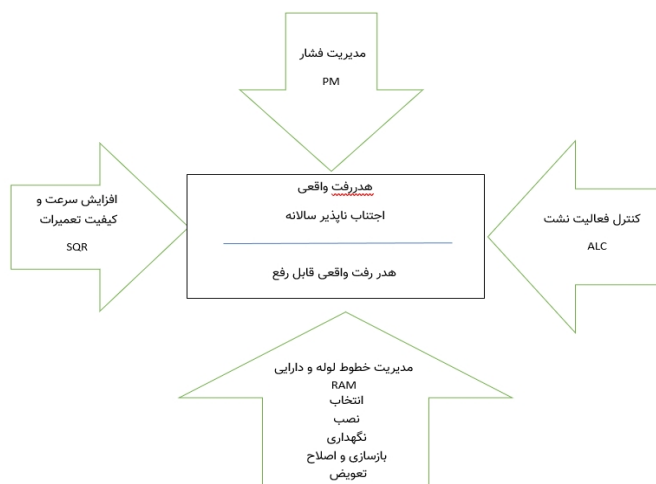 مدیریت فشار
PM
افزایش سرعت و
کیفیت تعمیرات
SQR
هدررفت واقعی
اجتناب ناپذیر سالانه
هدر رفت واقعی قابل رفع
کنترل فعالیت نشت
ALC
مدیریت خطوط لوله و دارایی
RAM
انتخاب
نصب
نگهداری
بازسازی و اصلاح
تعویض